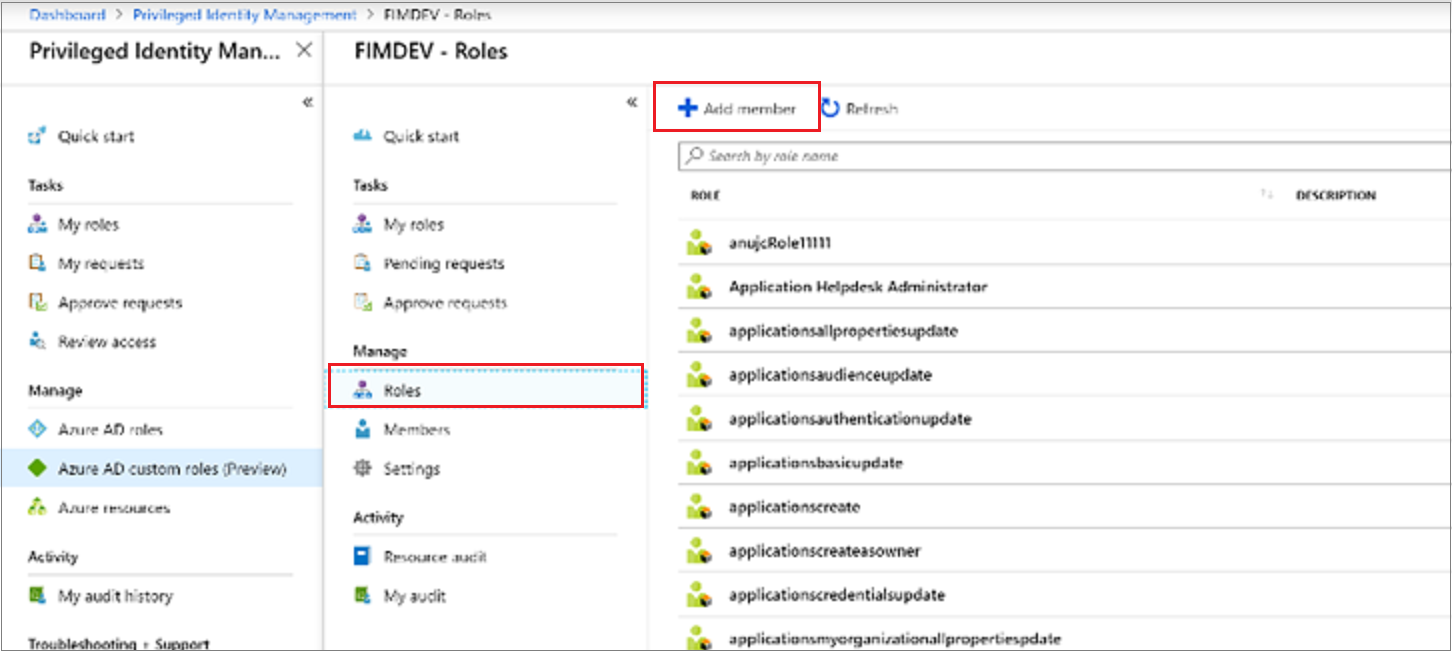 Dashboard > Privileged Identity Management > FIMDEV - Roles
Privileged Identity Man... ×
«
Quick start
Tasks
My roles
My requests
Approve requests
Review access
Manage
Azure AD roles
Azure AD custom roles (Preview)
Azure resources
Activity
My audit history
Troubleshooting + Support
FIMDEV - Roles
«
Quick start
Tasks
My roles
Pending requests
Approve requests
Manage
Roles
Members
Settings
Activity
Resource audit
My audit
+ Add member Refresh
Search by role name
ROLE ↑↓ DESCRIPTION
anujcRole11111
Application Helpdesk Administrator
applicationsallpropertiesupdate
applicationsaudienceupdate
applicationsauthenticationupdate
applicationsbasicupdate
applicationscreate
applicationscreateasowner
applicationscredentialsupdate
applicationsmyorganizationallpropertiespdate